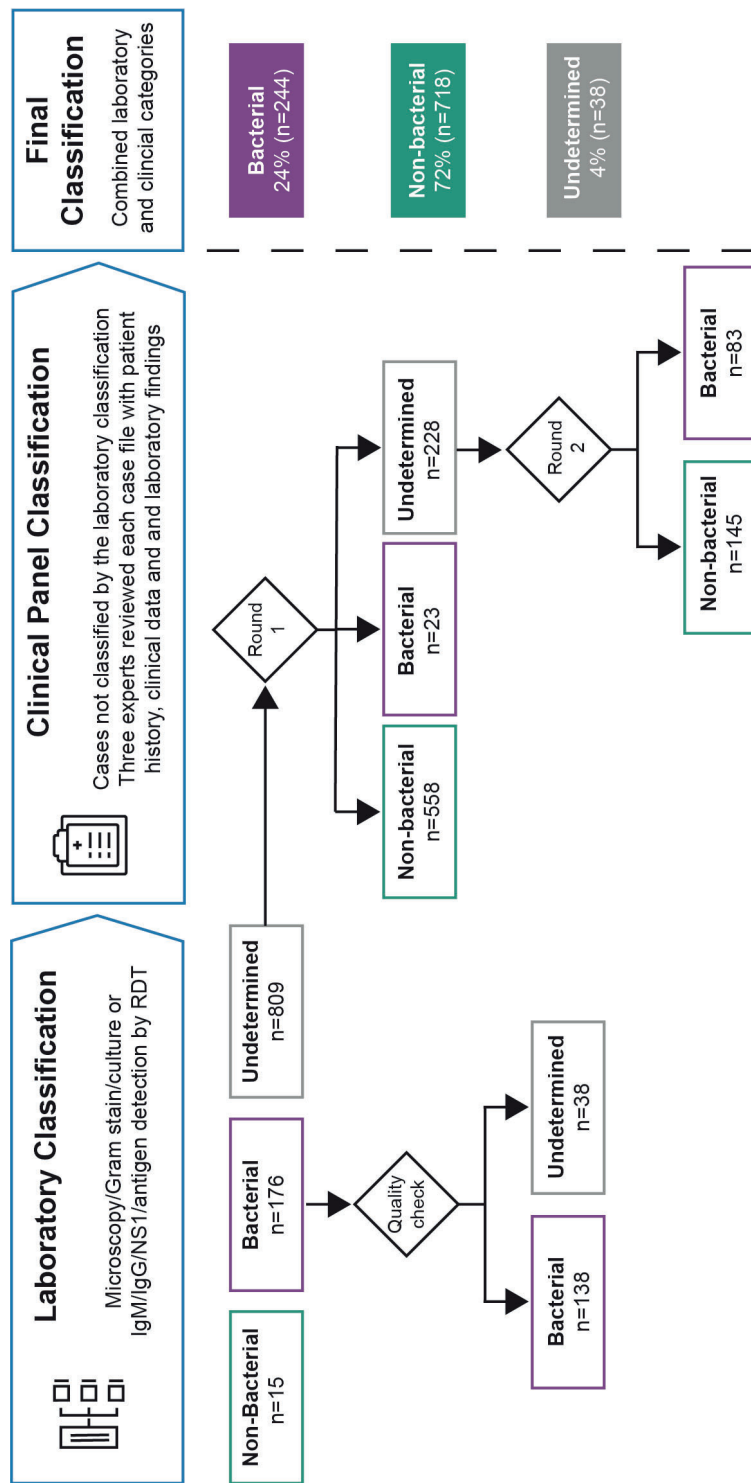 Laboratory Classification
Microscopy/Gram stain/culture or
IgM/IgG/NS1/antigen detection by RDT
Clinical Panel Classification
Cases not classified by the laboratory classification
Three experts reviewed each case file with patient
history, clinical data and and laboratory findings
Final
Classification
Combined laboratory
and clincial categories
Non-Bacterial
n=15
Bacterial
n=176
Undetermined
n=809
Quality
check
Bacterial
n=138
Undetermined
n=38
Round
1
Non-bacterial
n=558
Bacterial
n=23
Undetermined
n=228
Round
2
Non-bacterial
n=145
Bacterial
n=83
Bacterial
24% (n=244)
Non-bacterial
72% (n=718)
Undetermined
4% (n=38)